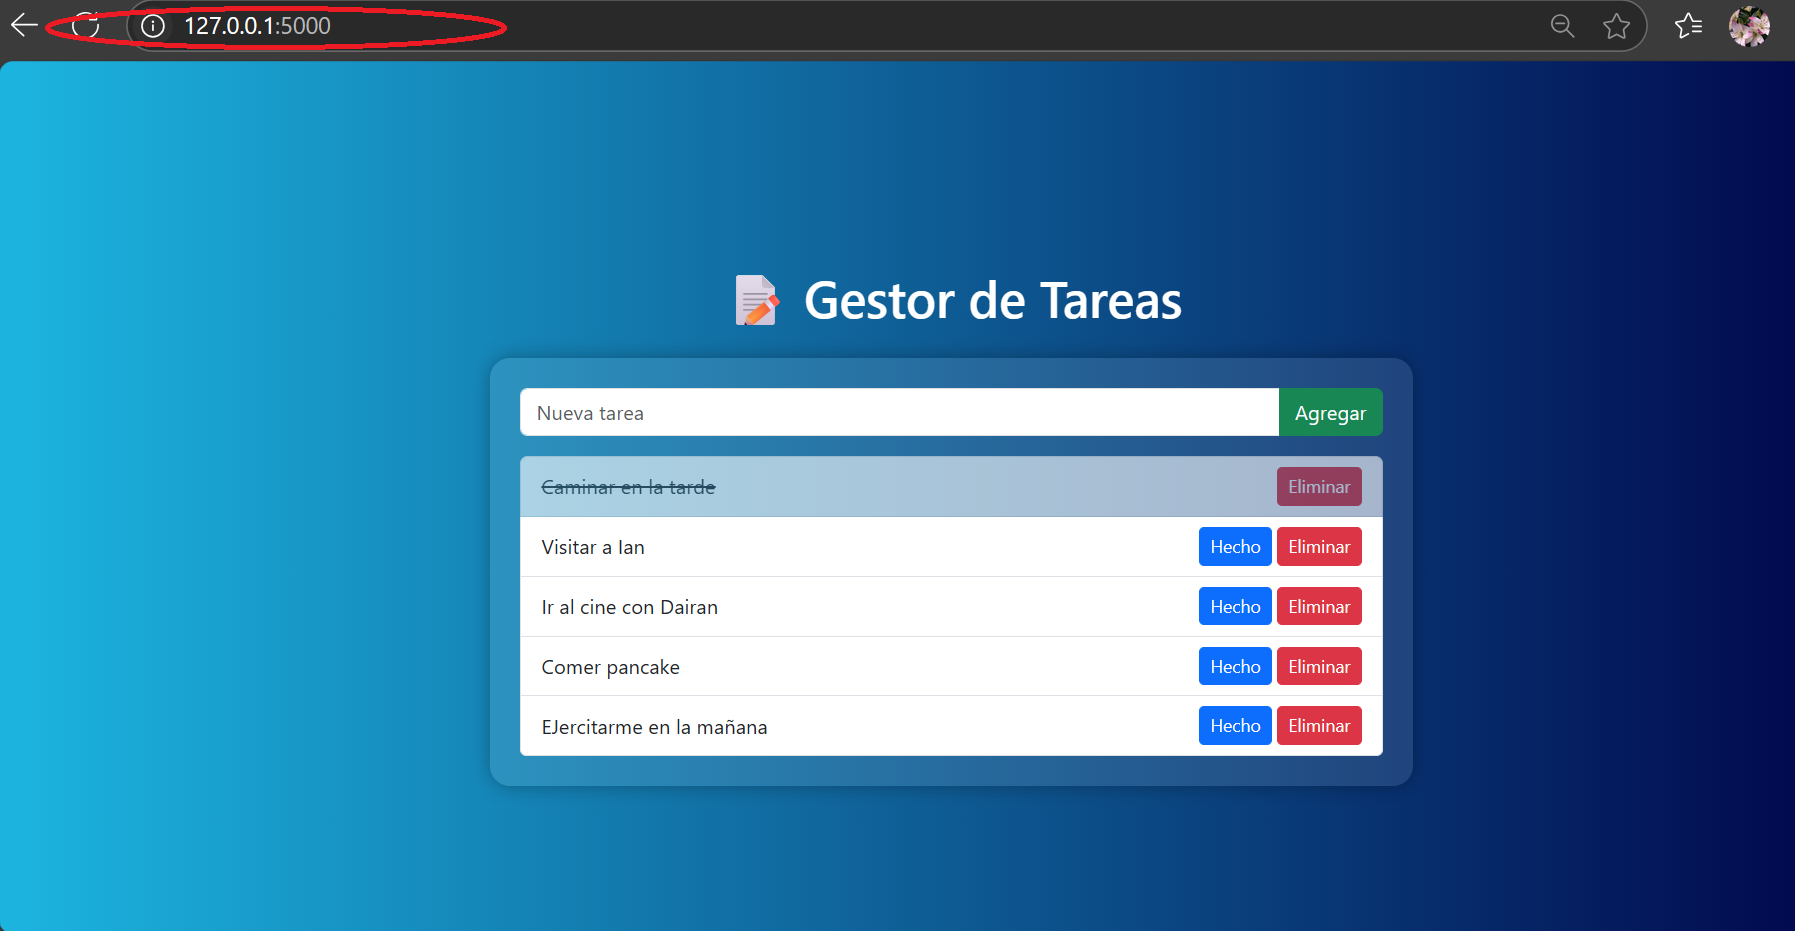 127.0.0.1:5000
Gestor de Tareas
Nueva tarea Agregar
Caminar en la tarde Eliminar
Visitar a Ian Hecho Eliminar
Ir al cine con Dairan Hecho Eliminar
Comer pancake Hecho Eliminar
EJercitarme en la mañana Hecho Eliminar